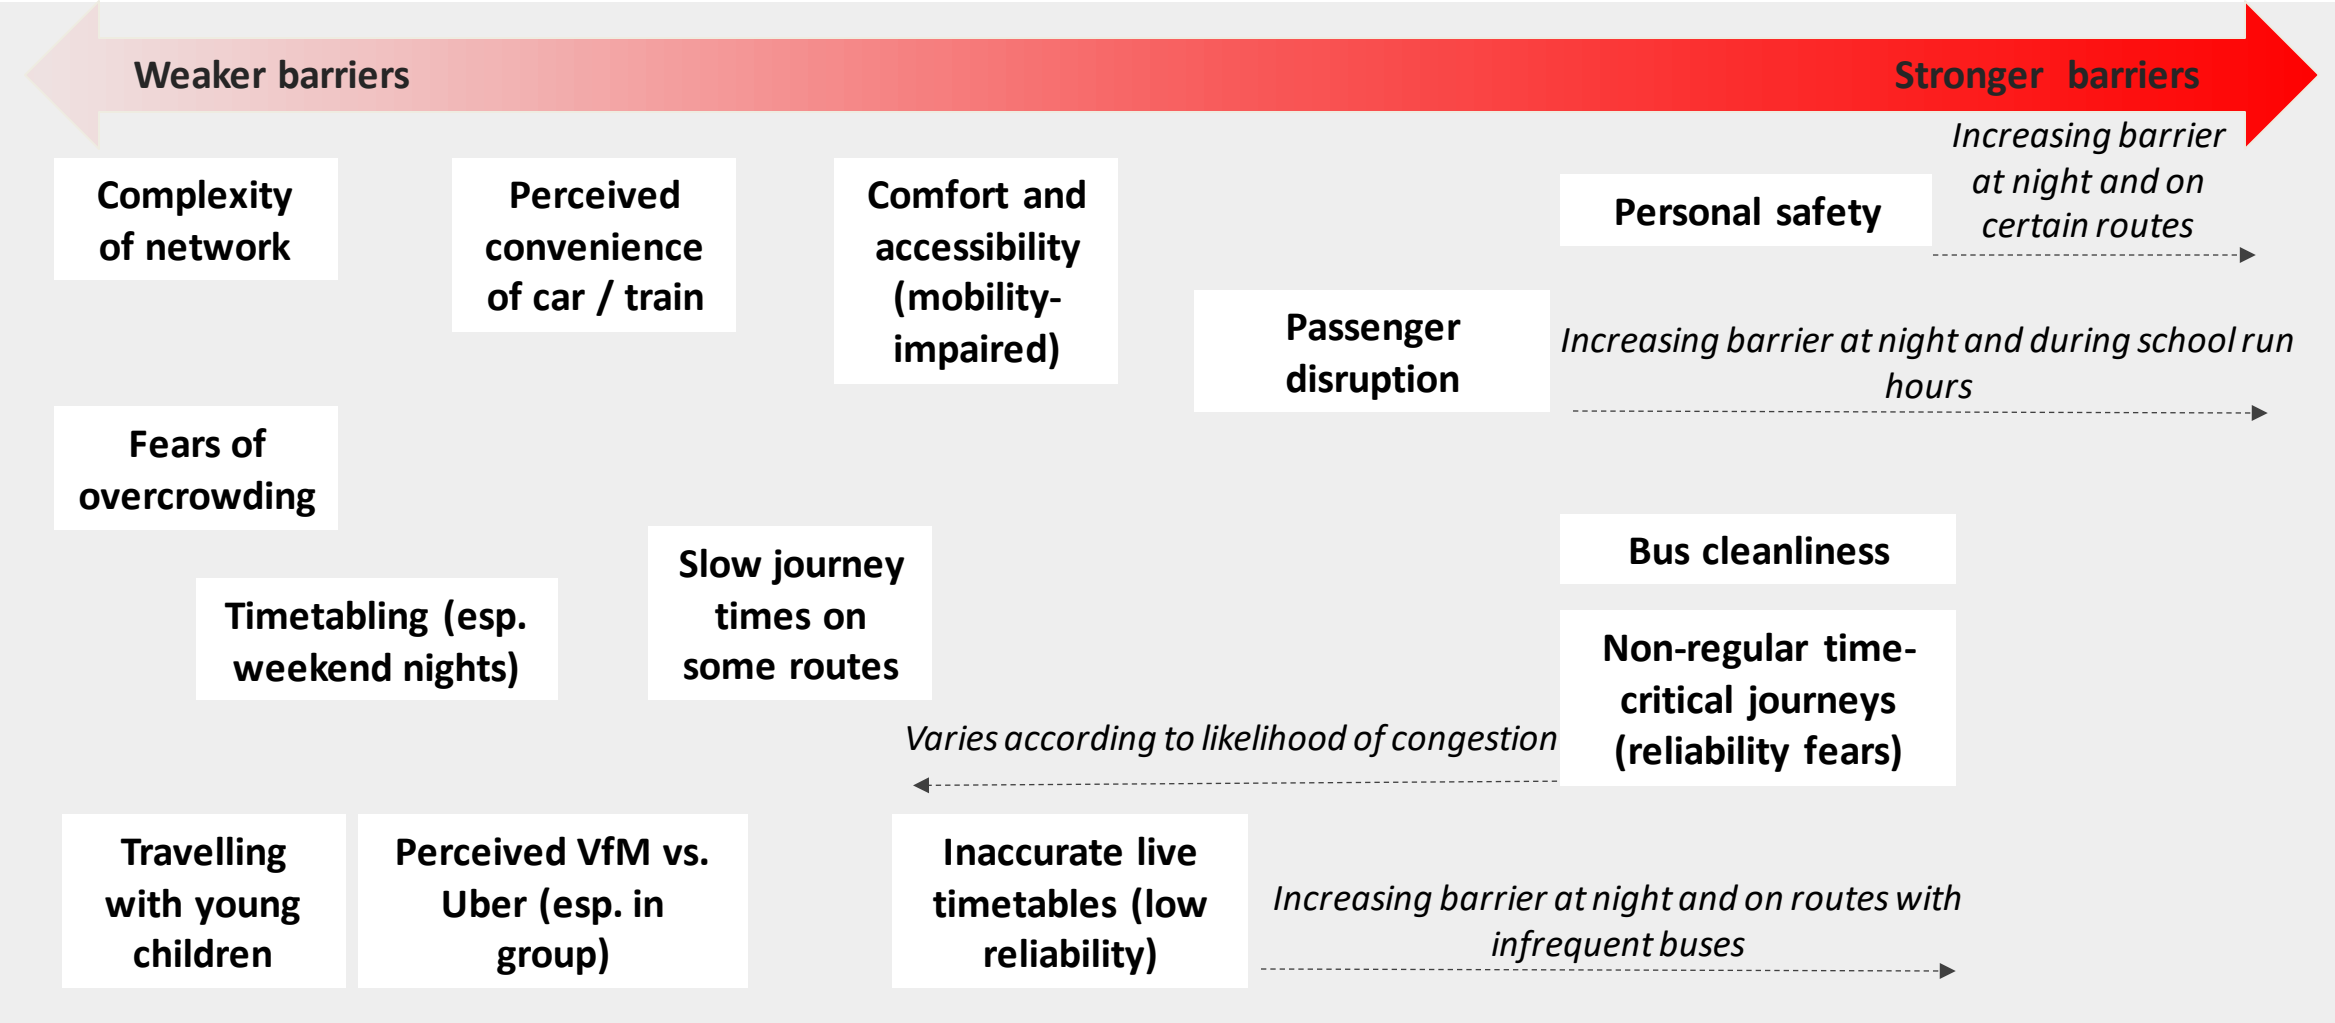 Weaker barriers
Stronger barriers
Complexity
of network
Perceived
convenience
of car / train
Comfort and
accessibility
(mobility-
impaired)
Personal safety
Increasing barrier
at night and on
certain routes
Passenger
disruption
Increasing barrier at night and during school run
hours
Fears of
overcrowding
Timetabling (esp.
weekend nights)
Slow journey
times on
some routes
Bus cleanliness
Non-regular time-
critical journeys
(reliability fears)
Varies according to likelihood of congestion
Travelling
with young
children
Perceived VfM vs.
Uber (esp. in
group)
Inaccurate live
timetables (low
reliability)
Increasing barrier at night and on routes with
infrequent buses